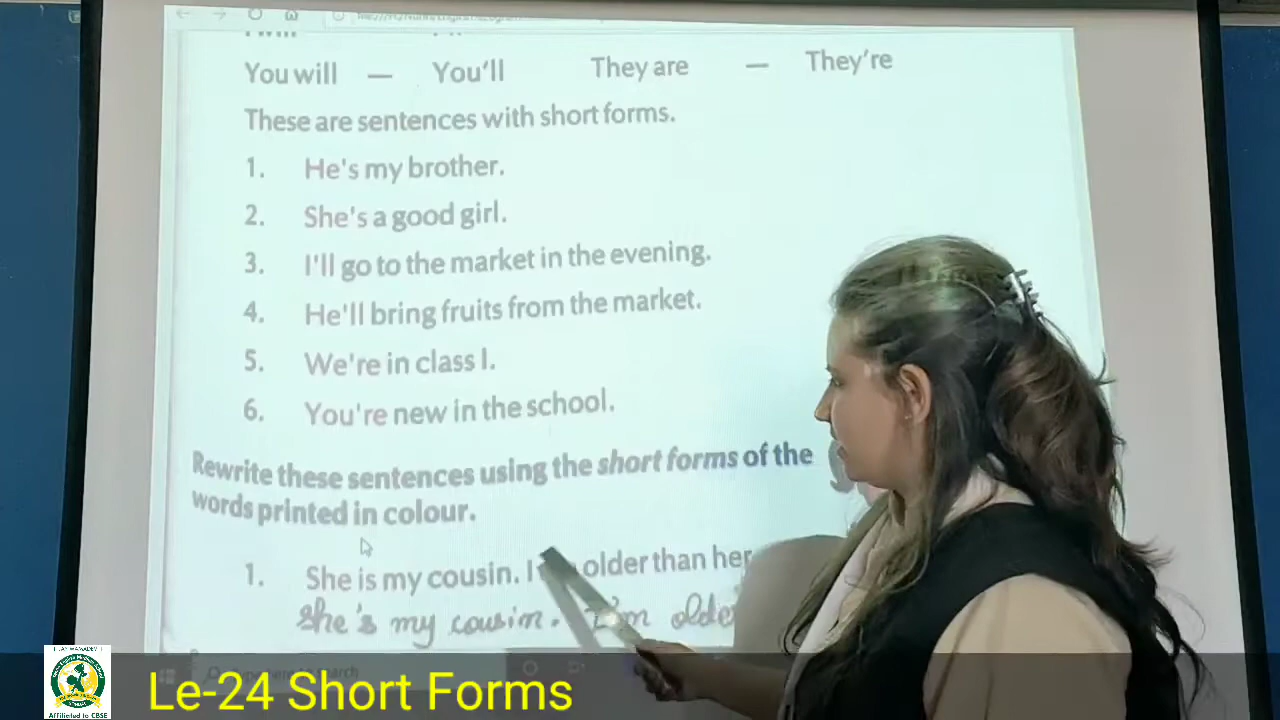 You will — You'll They are — They're
These are sentences with short forms.
1. He's my brother.
2. She's a good girl.
3. I'll go to the market in the evening.
4. He'll bring fruits from the market.
5. We're in class I.
6. You're new in the school.
Rewrite these sentences using the short forms of the
words printed in colour.
1. She is my cousin. I older than her
She's my cousin. I'm older
Le-24 Short Forms
Affiliated to CBSE